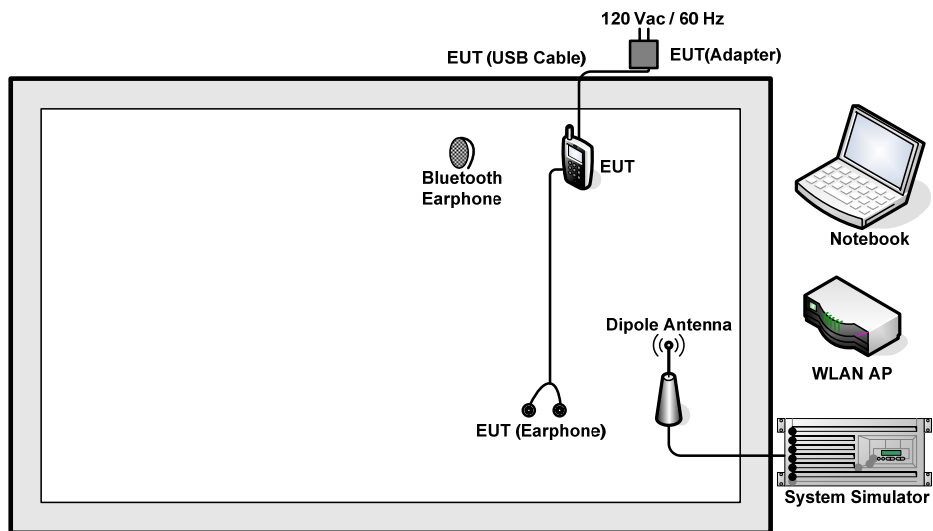 120 Vac / 60 Hz
EUT (USB Cable)
EUT(Adapter)
Bluetooth
Earphone
EUT
Notebook
Dipole Antenna
WLAN AP
EUT (Earphone)
System Simulator